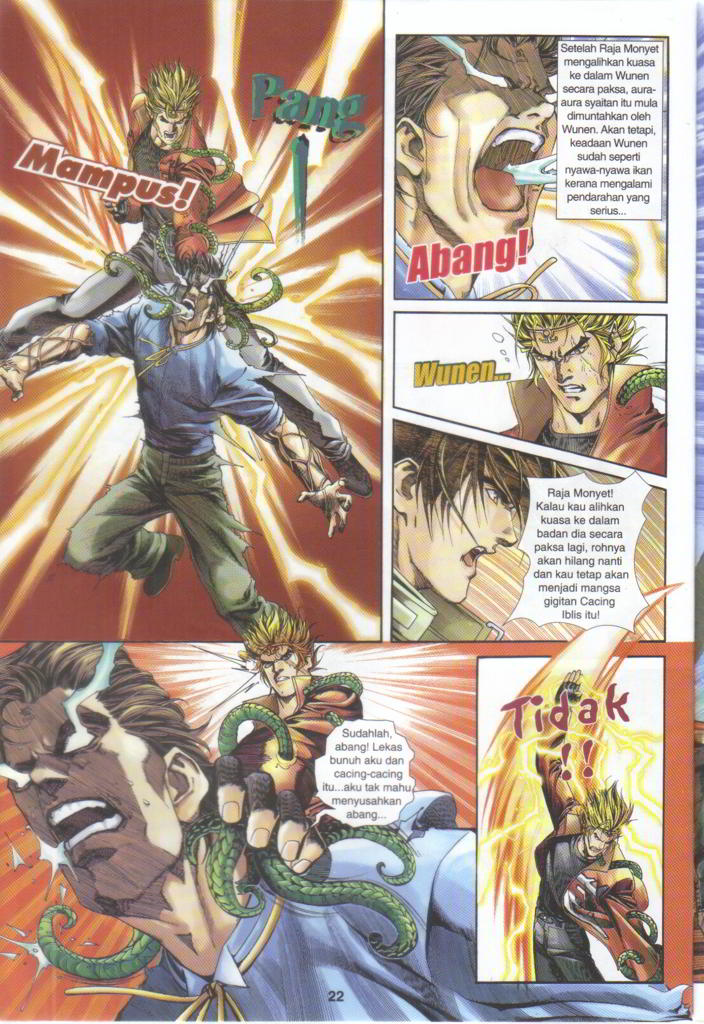 Mampus!
Pang!
Setelah Raja Monyet
mengalihkan kuasa
ke dalam Wunen
secara paksa, aura-
aura syaitan itu mula
dimuntahkan oleh
Wunen. Akan tetapi,
keadaan Wunen
sudah seperti
nyawa-nyawa ikan
kerana mengalami
pendarahan yang
serius...
Abang!
Wunen...
Raja Monyet!
Kalau kau alihkan
kuasa ke dalam
badan dia secara
paksa lagi, rohnya
akan hilang nanti
dan kau tetap akan
menjadi mangsa
gigitan Cacing
Iblis itu!
Sudahlah,
abang! Lekas
bunuh aku dan
cacing-cacing
itu...aku tak mahu
menyusahkan
abang...
Tidak
!!
22